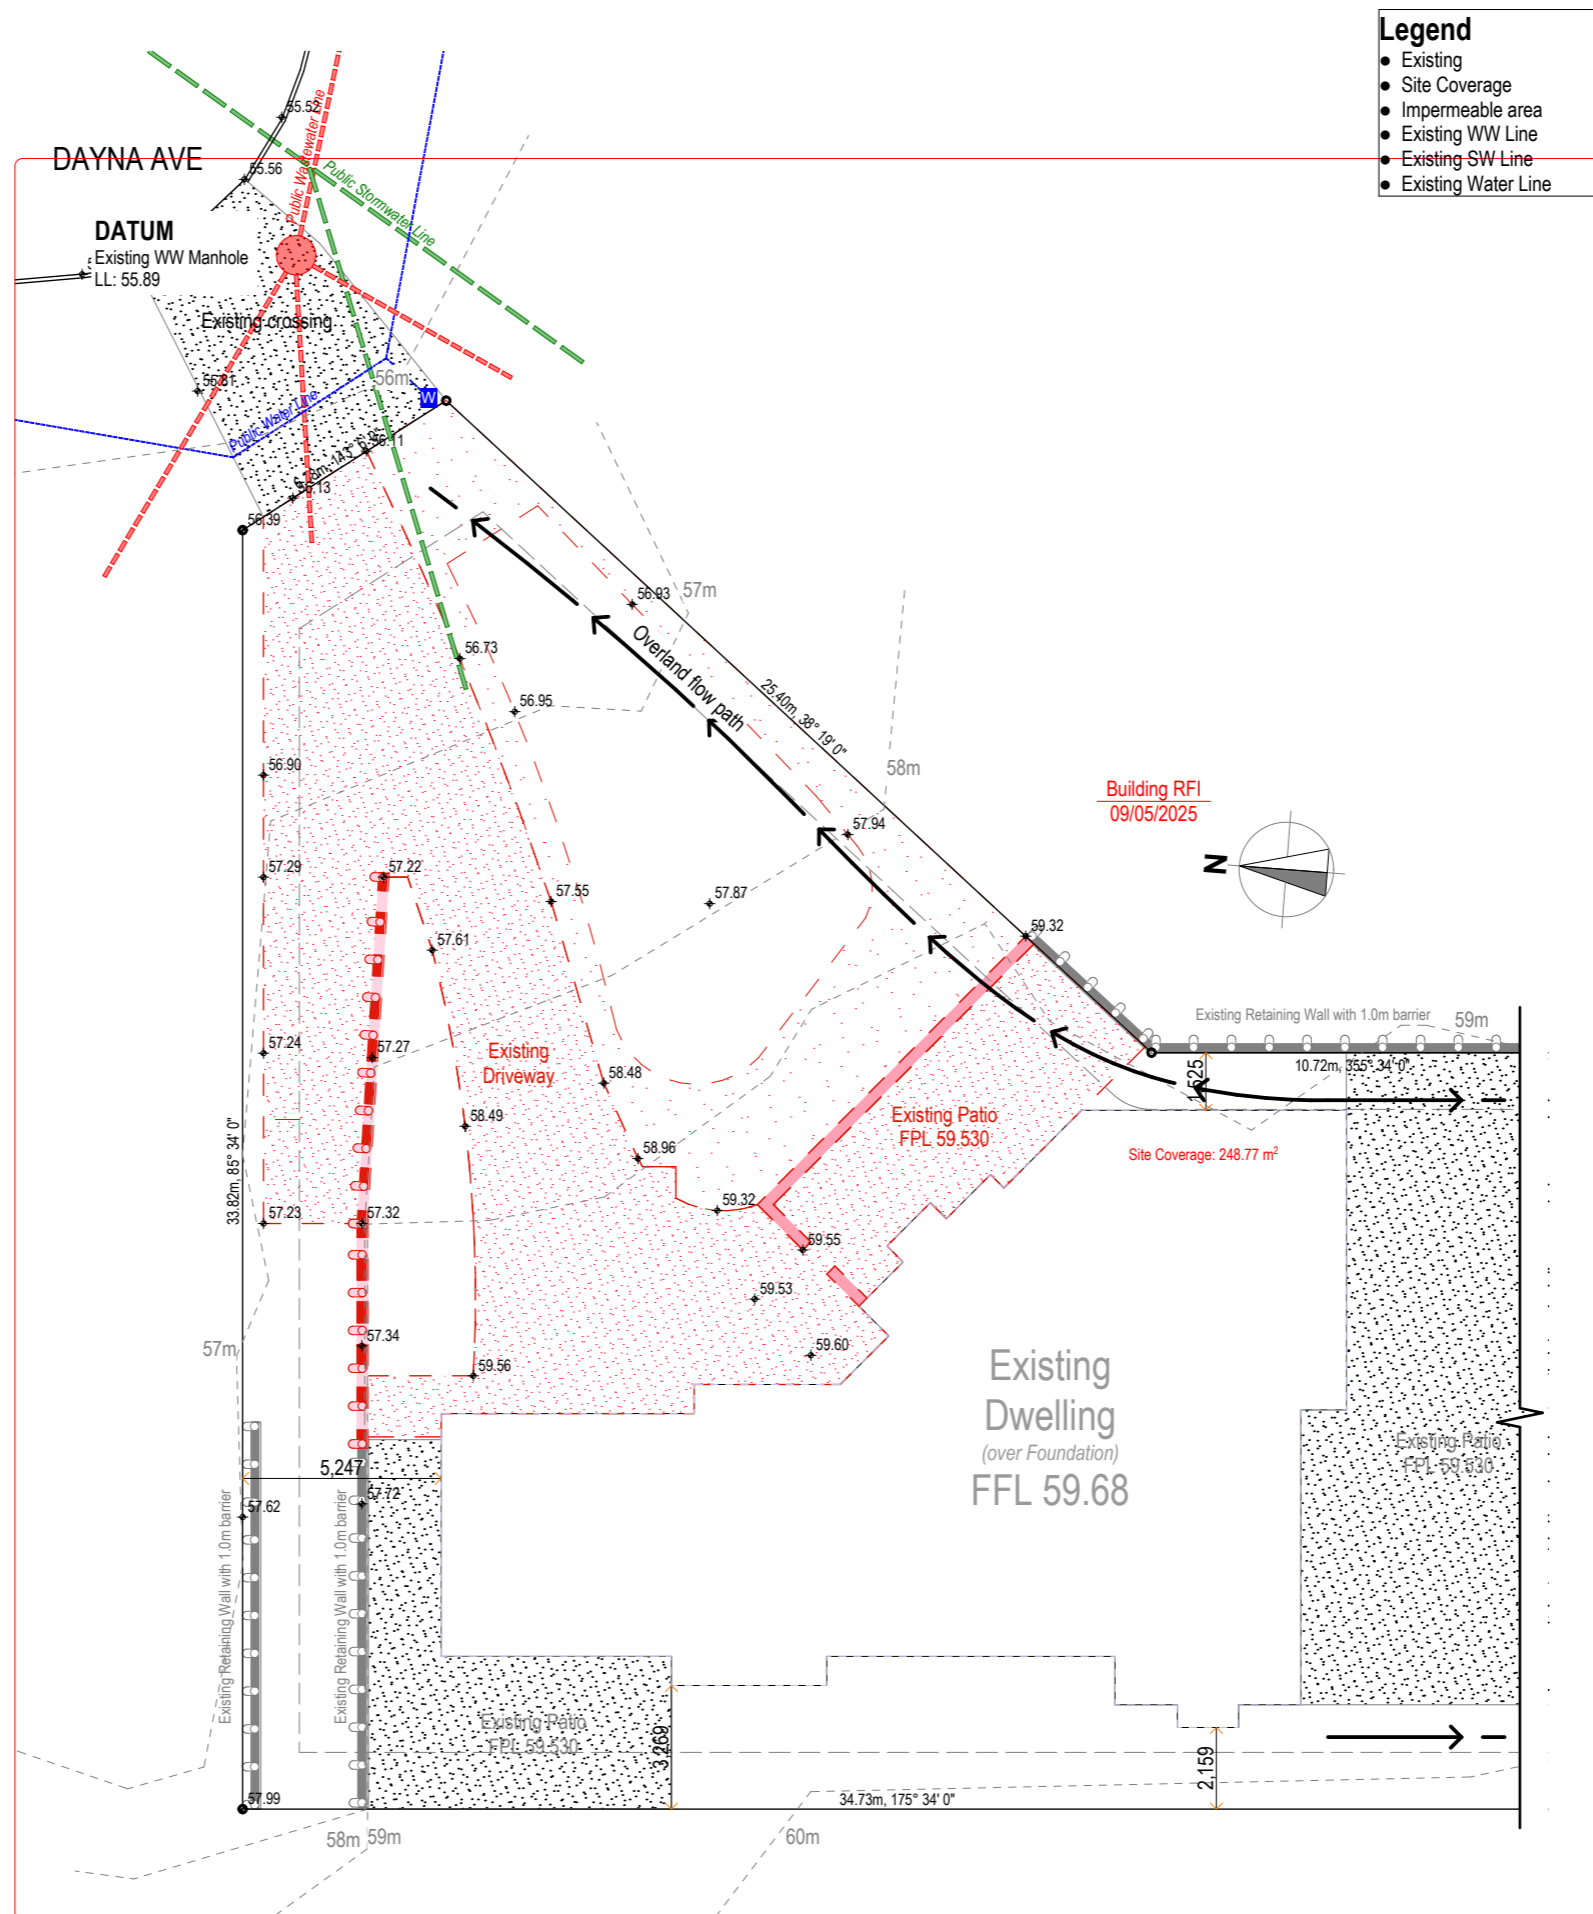 Legend
Existing
Site Coverage
Impermeable area
Existing WW Line
Existing SW Line
Existing Water Line
55.52
Public Wastewater Line
DAYNA AVE
55.56
Public Stormwater Line
DATUM
Existing WW Manhole
LL: 55.89
Existing crossing
56m
55.81
W
Public Water Line
56.11
56.13
56.39
56.93
57m
Overland flow path
56.73
25.40m, 38° 19' 0"
56.95
58m
56.90
Building RFI
09/05/2025
57.94
N
57.29
57.22
57.55
57.87
57.61
59.32
Existing Retaining Wall with 1.0m barrier
59m
57.24
57.27
Existing
Driveway
58.48
10.72m, 355° 34' 0"
1,525
58.49
Existing Patio
FPL 59.530
58.96
Site Coverage: 248.77 m²
33.82m, 85° 34' 0"
57.23
57.32
59.32
59.55
59.53
57m
57.34
59.56
59.60
Existing
Dwelling
(over Foundation)
FFL 59.68
Existing Patio
FPL 59.530
5,247
57.62
57.72
Existing Retaining Wall with 1.0m barrier
Existing Retaining Wall with 1.0m barrier
Existing Patio
FPL 59.530
3,269
2,159
57.99
34.73m, 175° 34' 0"
58m
59m
60m